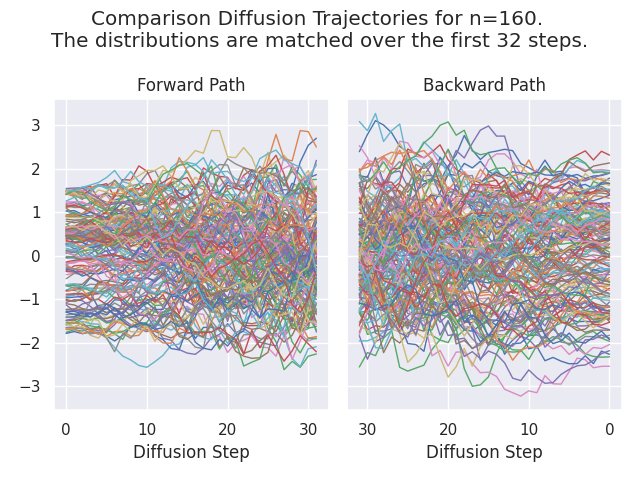 Comparison Diffusion Trajectories for n=160.
The distributions are matched over the first 32 steps.
Forward Path
Backward Path
3
2
1
0
−1
−2
−3
0 10 20 30
30 20 10 0
Diffusion Step
Diffusion Step